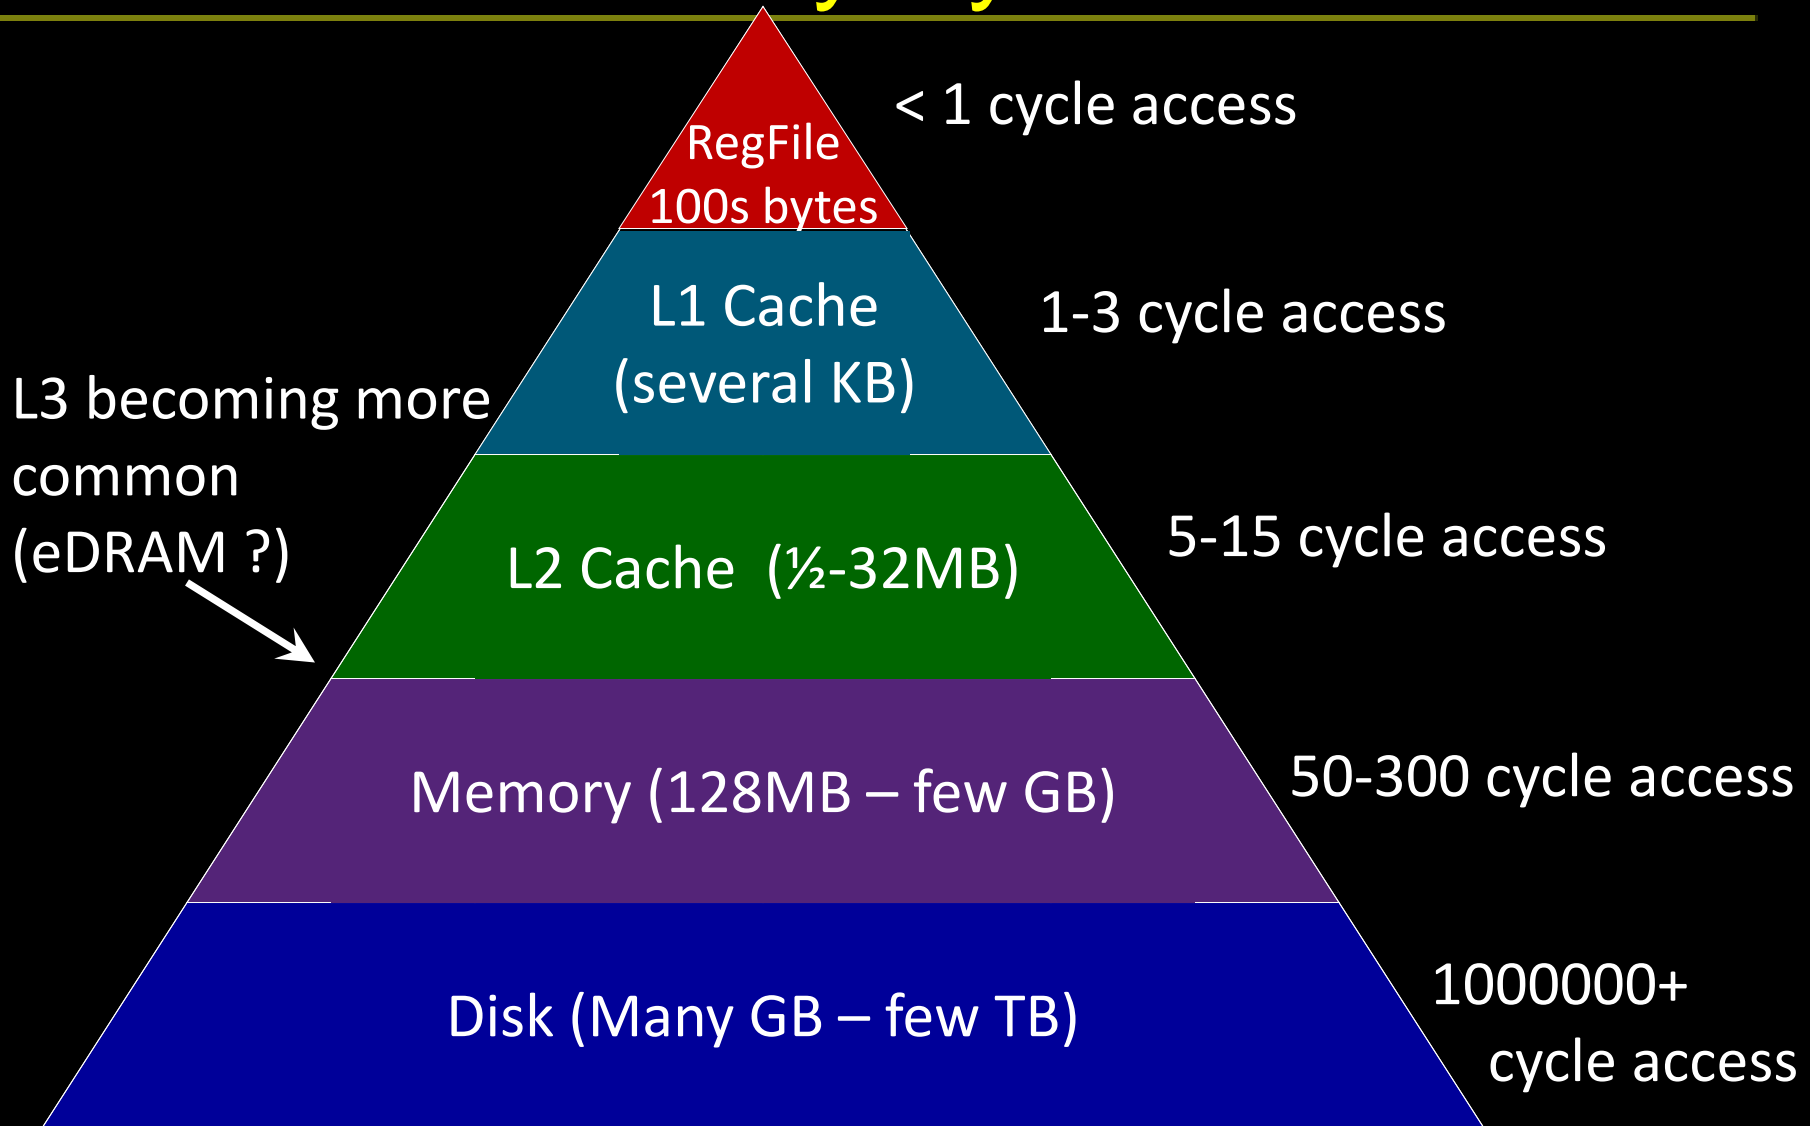 < 1 cycle access
RegFile
100s bytes
L1 Cache
(several KB)
1-3 cycle access
L3 becoming more
common
(eDRAM ?)
L2 Cache (½-32MB)
5-15 cycle access
Memory (128MB – few GB)
50-300 cycle access
Disk (Many GB – few TB)
1000000+
cycle access